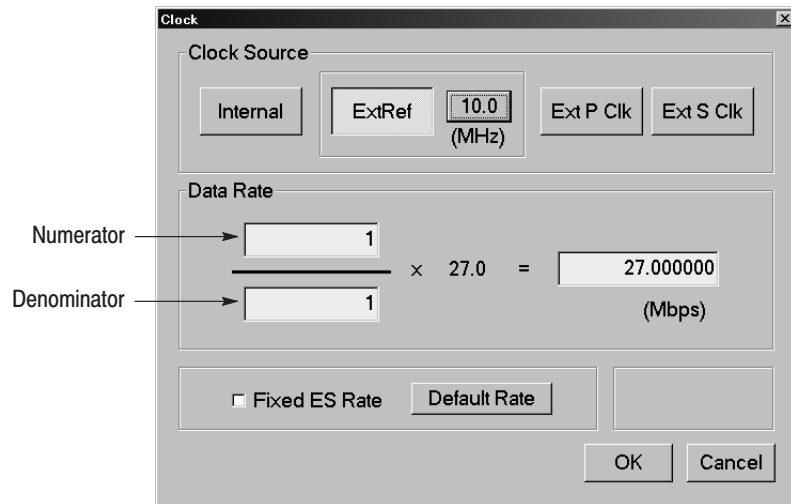 Clock
Clock Source
Internal
ExtRef
10.0
(MHz)
Ext P Clk
Ext S Clk
Data Rate
Numerator
1
x 27.0 = 27.000000
Denominator
1
(Mbps)
Fixed ES Rate
Default Rate
OK
Cancel